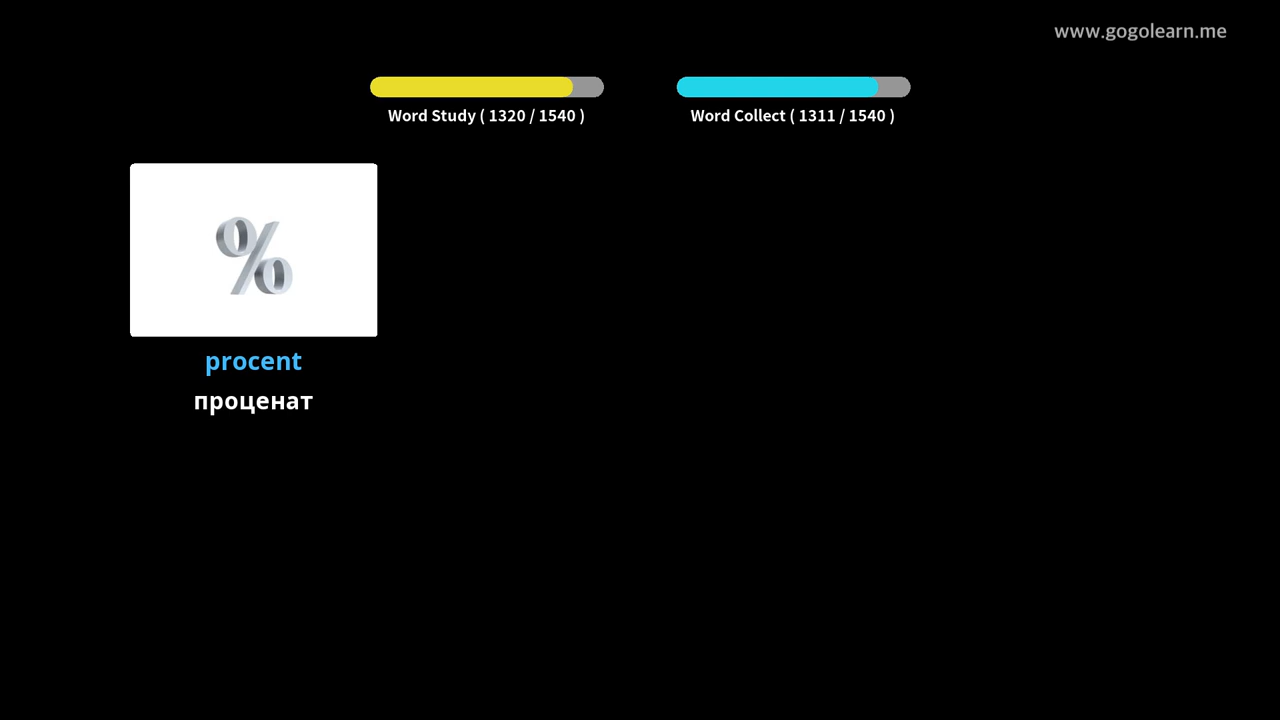 www.gogolearn.me
Word Study ( 1320 / 1540 )
Word Collect ( 1311 / 1540 )
%
procent
проценат